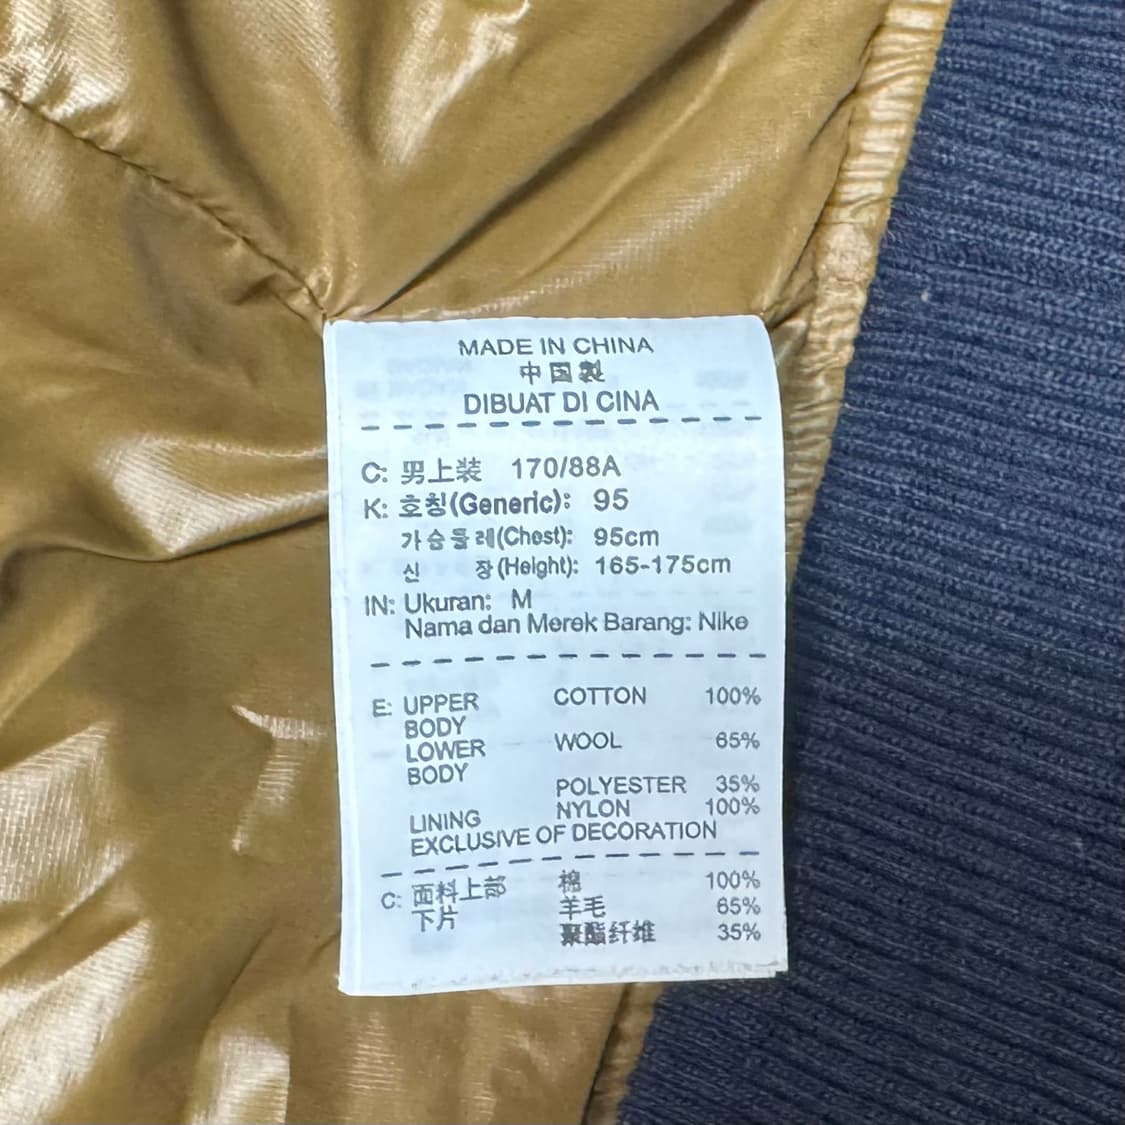 MADE IN CHINA
中国製
DIBUAT DI CINA
C: 男上装 170/88A
K: 호칭(Generic): 95
가슴둘레(Chest): 95cm
신 장(Height): 165-175cm
IN: Ukuran: M
Nama dan Merek Barang: Nike
E: UPPER BODY COTTON 100%
LOWER BODY WOOL 65%
POLYESTER 35%
LINING NYLON 100%
EXCLUSIVE OF DECORATION
C: 面料上部 棉 100%
下片 羊毛 65%
聚酯纤维 35%